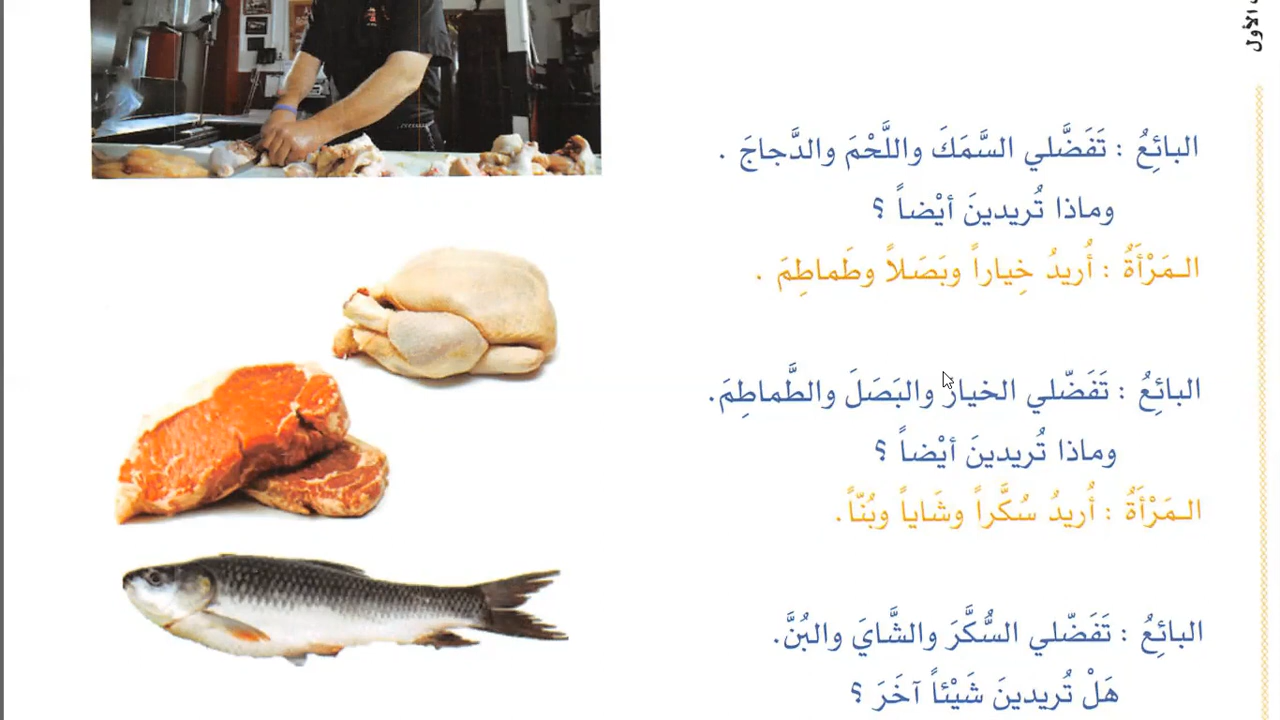 الأول
البائِعُ : تَفَضَّلي السَّمَكَ واللَّحْمَ والدَّجاجَ .
وماذا تُريدينَ أيْضاً ؟
الـمَرْأَةُ : أُريدُ خِياراً وبَصَلاً وطَماطِمَ .
البائِعُ : تَفَضّلي الخيارَ والبَصَلَ والطَّماطِمَ.
وماذا تُريدينَ أيْضاً ؟
الـمَرْأَةُ : أُريدُ سُكَّراً وشَاياً وبُنّاً.
البائِعُ : تَفَضّلي السُّكَّرَ والشَّايَ والبُنَّ.
هَلْ تُريدينَ شَيْئاً آخَرَ ؟